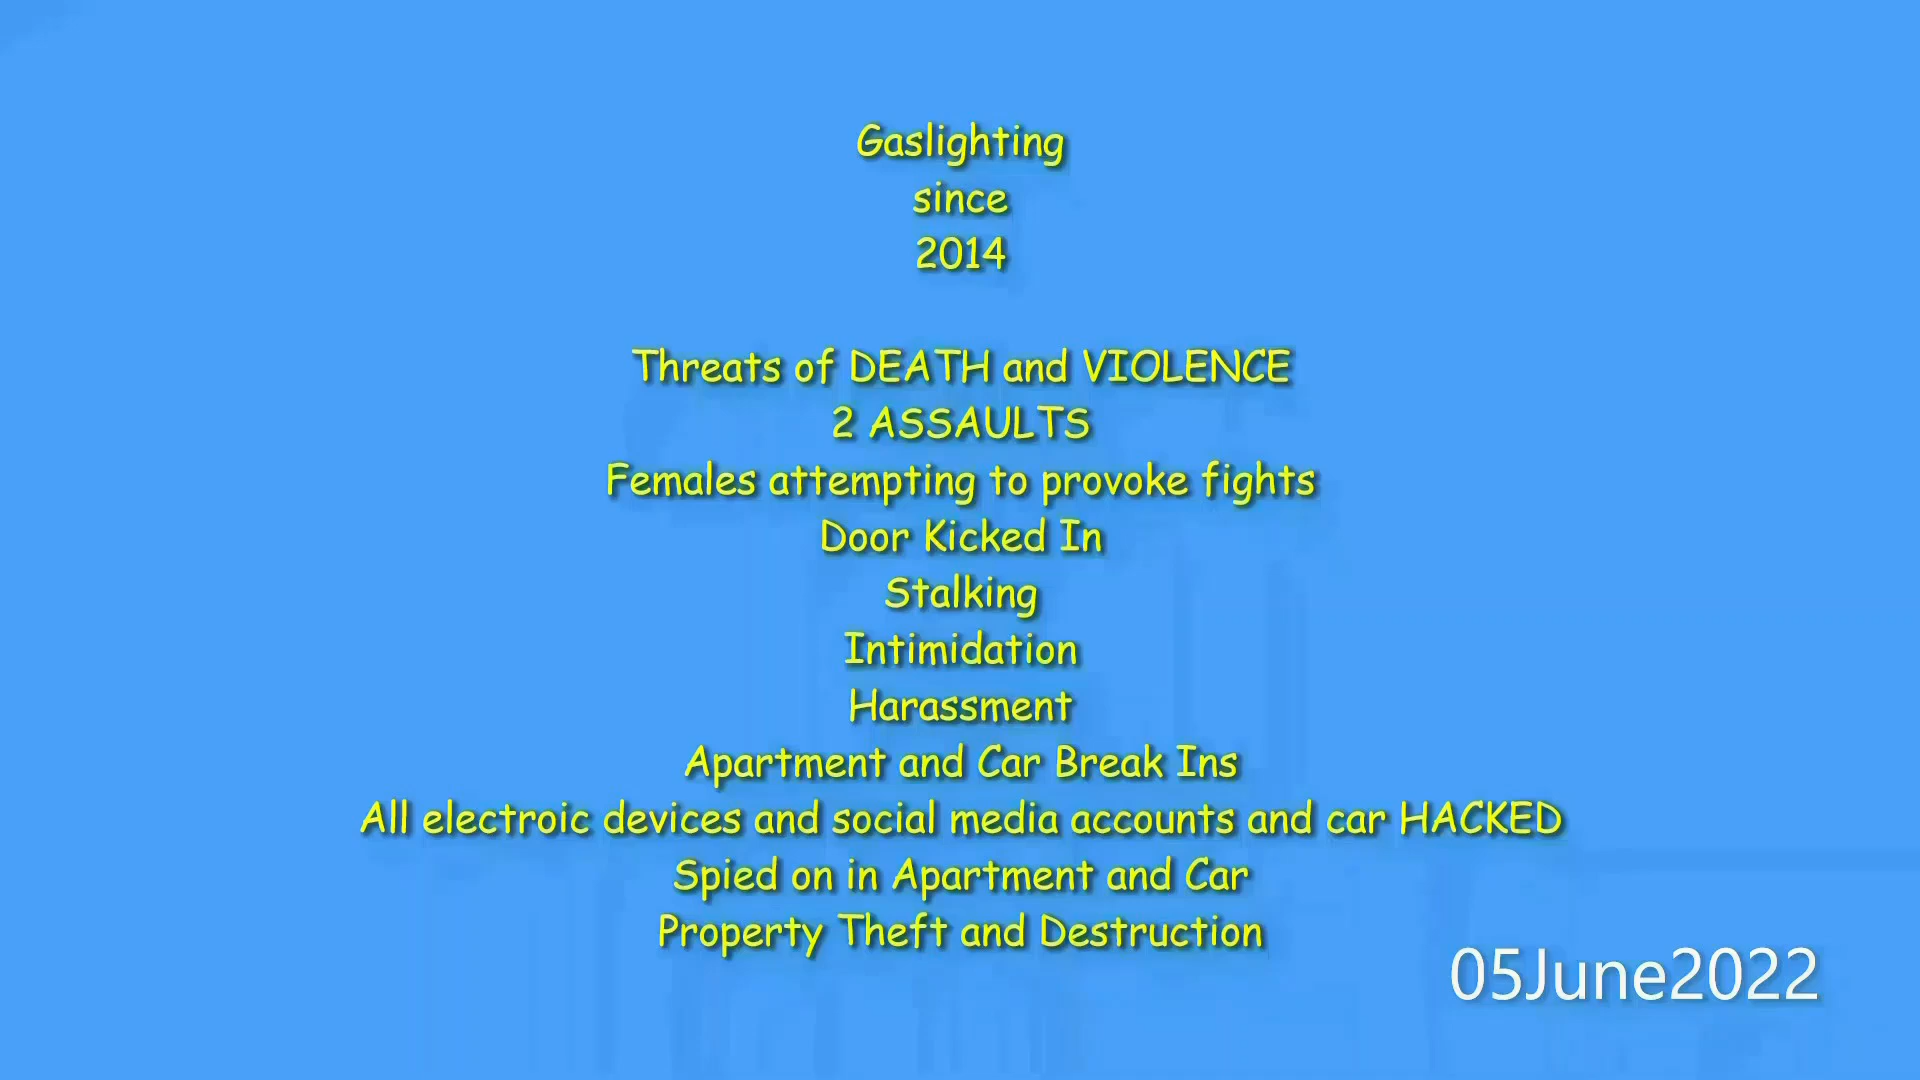 Gaslighting
since
2014
Threats of DEATH and VIOLENCE
2 ASSAULTS
Females attempting to provoke fights
Door Kicked In
Stalking
Intimidation
Harassment
Apartment and Car Break Ins
All electroic devices and social media accounts and car HACKED
Spied on in Apartment and Car
Property Theft and Destruction
05June2022